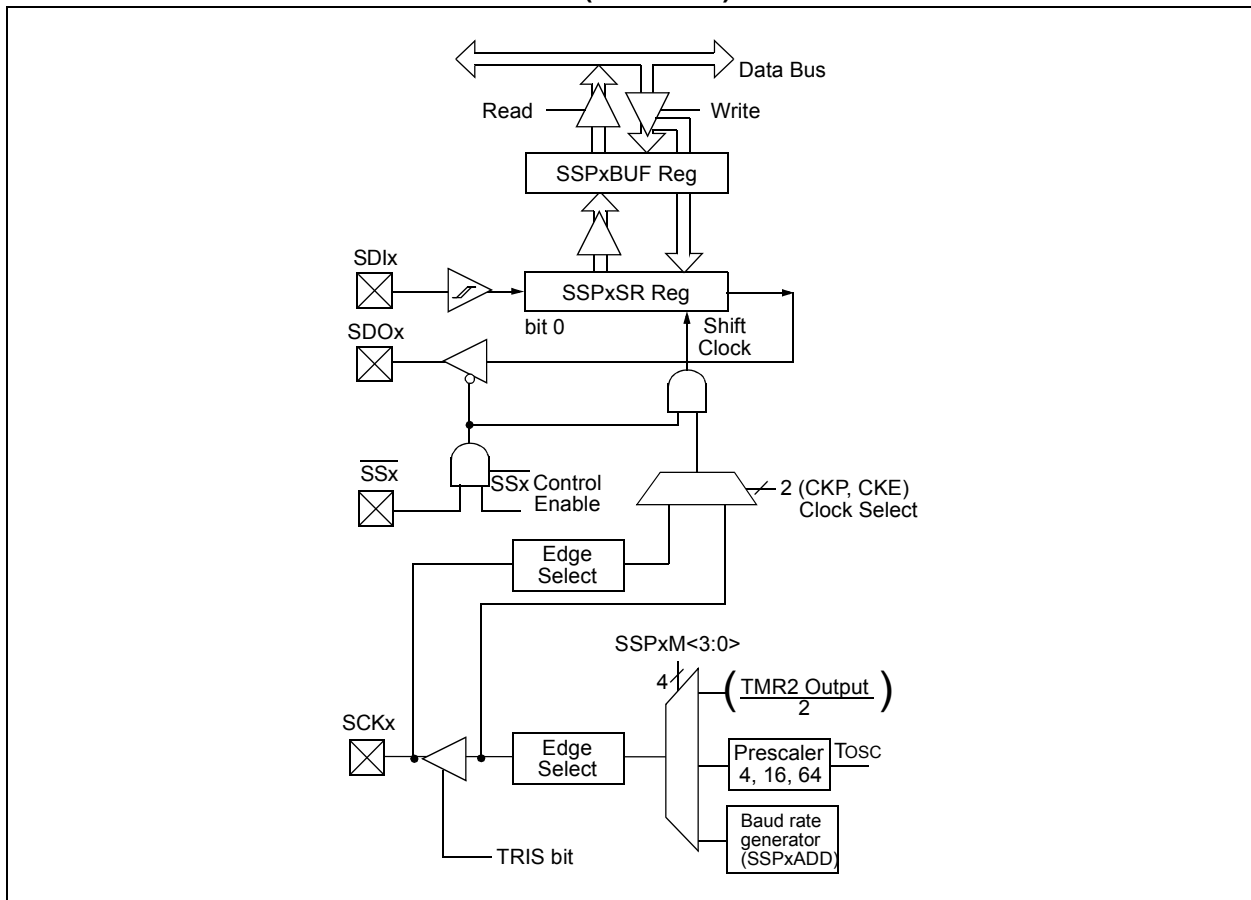 Data Bus
Read
Write
SSPxBUF Reg
SDIx
SSPxSR Reg
bit 0
Shift
Clock
SDOx
SSx
SSx Control
Enable
2 (CKP, CKE)
Clock Select
Edge
Select
SSPxM<3:0>
4
( TMR2 Output )
2
SCKx
Edge
Select
Prescaler
4, 16, 64
TOSC
Baud rate
generator
(SSPxADD)
TRIS bit